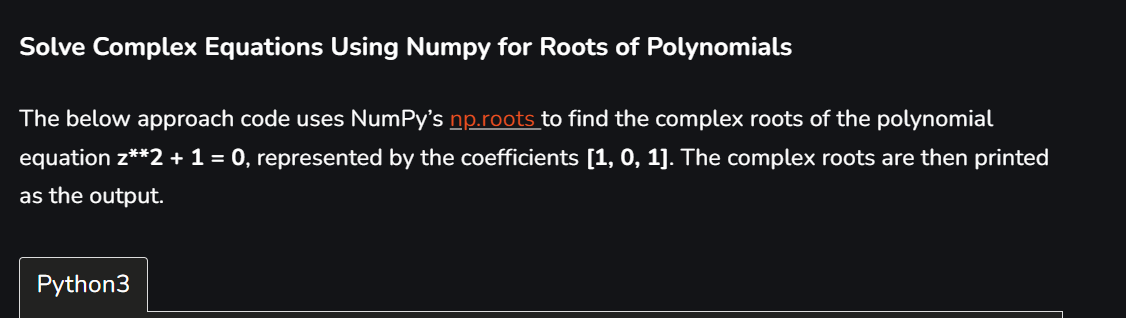 Solve Complex Equations Using Numpy for Roots of Polynomials
The below approach code uses NumPy’s np.roots to find the complex roots of the polynomial
equation z**2 + 1 = 0, represented by the coefficients [1, 0, 1]. The complex roots are then printed
as the output.
Python3